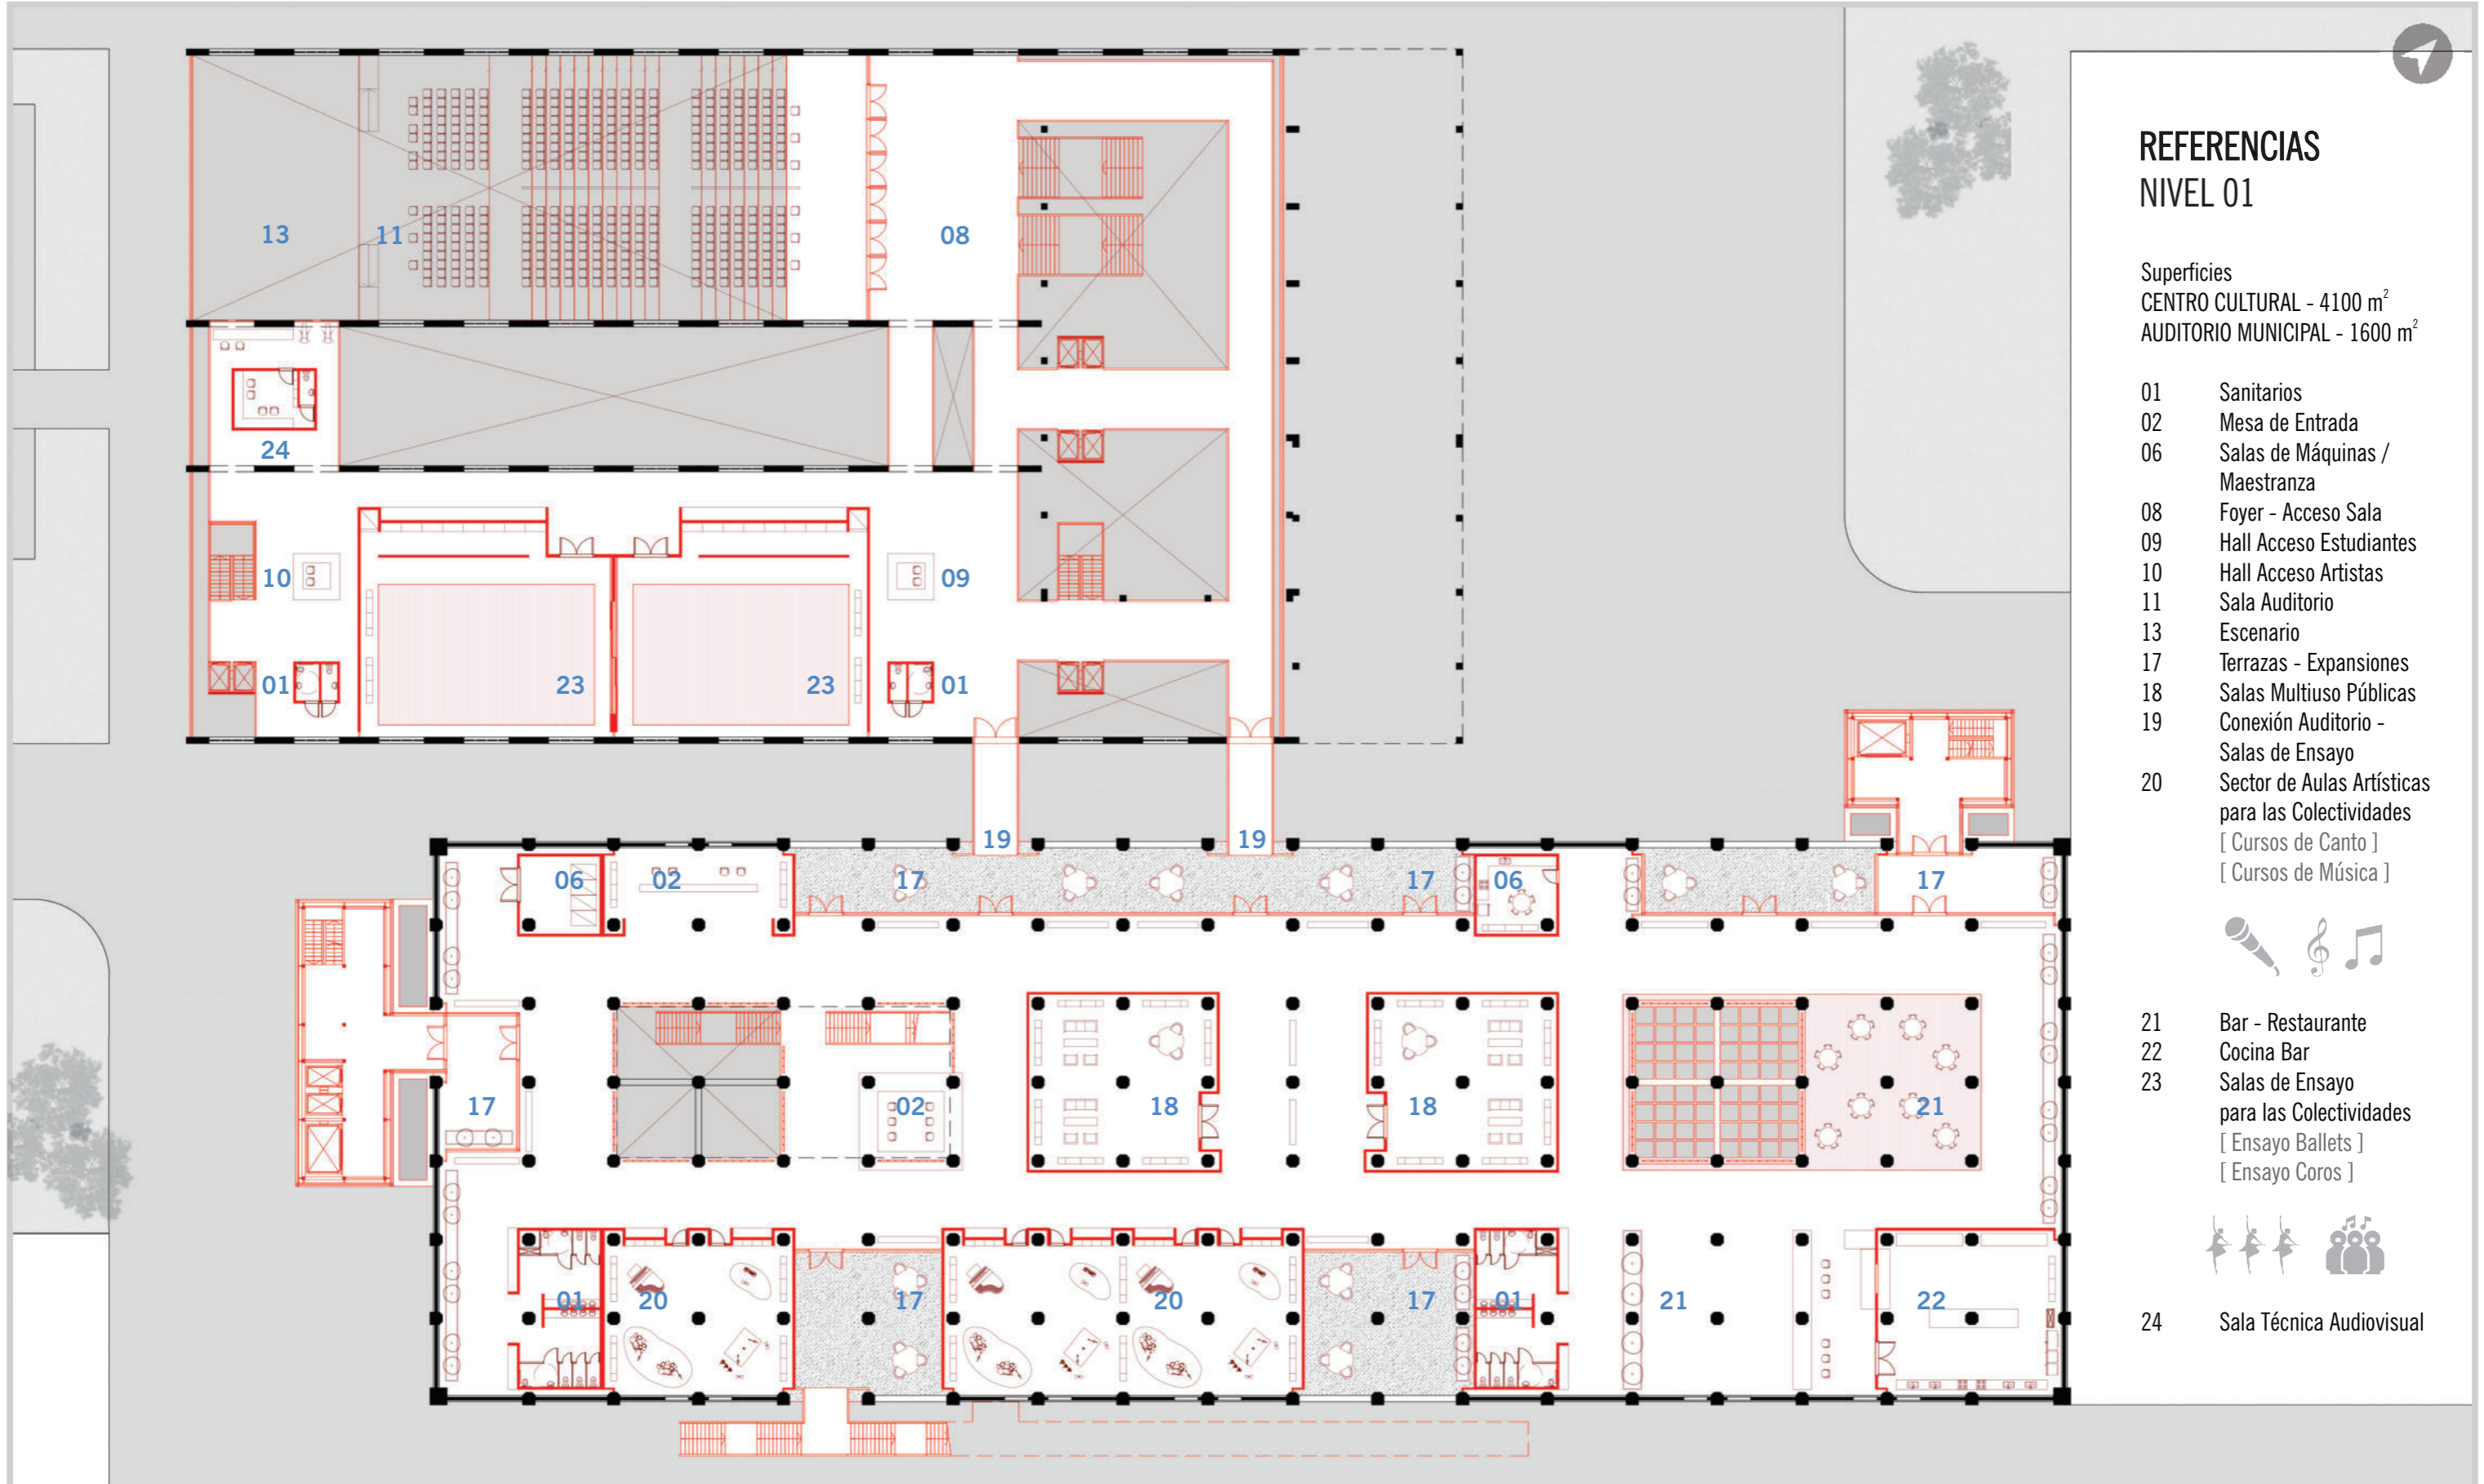 13
11
08
24
10
09
01
23
23
01
19
19
06
02
17
17
06
17
17
02
18
18
21
01
20
17
20
17
01
21
22
REFERENCIAS
NIVEL 01
Superficies
CENTRO CULTURAL - 4100 m²
AUDITORIO MUNICIPAL - 1600 m²
01 Sanitarios
02 Mesa de Entrada
06 Salas de Máquinas /
Maestranza
08 Foyer - Acceso Sala
09 Hall Acceso Estudiantes
10 Hall Acceso Artistas
11 Sala Auditorio
13 Escenario
17 Terrazas - Expansiones
18 Salas Multiuso Públicas
19 Conexión Auditorio -
Salas de Ensayo
20 Sector de Aulas Artísticas
para las Colectividades
[ Cursos de Canto ]
[ Cursos de Música ]
21 Bar - Restaurante
22 Cocina Bar
23 Salas de Ensayo
para las Colectividades
[ Ensayo Ballets ]
[ Ensayo Coros ]
24 Sala Técnica Audiovisual